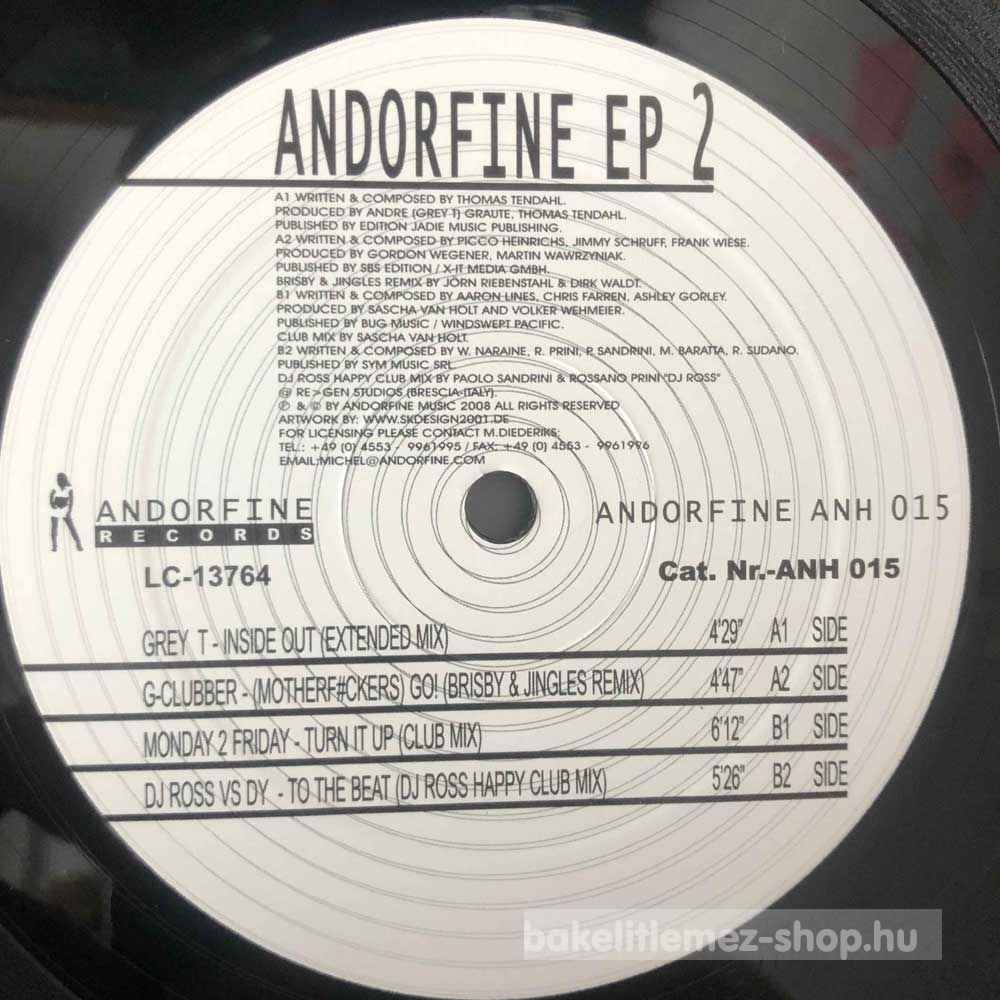 ANDORFINE EP 2
A1 WRITTEN & COMPOSED BY THOMAS TENDAHL.
PRODUCED BY ANDRE (GREY T) GRAUTE, THOMAS TENDAHL.
PUBLISHED BY EDITION JADIE MUSIC PUBLISHING.
A2 WRITTEN & COMPOSED BY PICCO HEINRICHS, JIMMY SCHRUFF, FRANK WIESE.
PRODUCED BY GORDON WEGENER, MARTIN WAWRZYNIAK.
PUBLISHED BY SBS EDITION / X-IT MEDIA GMBH.
BRISBY & JINGLES REMIX BY JÖRN RIEBENSTAHL & DIRK WALDT.
B1 WRITTEN & COMPOSED BY AARON LINES, CHRIS FARREN, ASHLEY GORLEY.
PRODUCED BY SASCHA VAN HOLT AND VOLKER WEHMEIER.
PUBLISHED BY BUG MUSIC / WINDSWEPT PACIFIC.
CLUB MIX BY SASCHA VAN HOLT.
B2 WRITTEN & COMPOSED BY W. NARAINE, R. PRINI, P. SANDRINI, M. BARATTA, R. SUDANO.
PUBLISHED BY SYM MUSIC SRL
DJ ROSS HAPPY CLUB MIX BY PAOLO SANDRINI & ROSSANO PRINI "DJ ROSS"
@ RE>GEN STUDIOS (BRESCIA-ITALY).
℗ & © BY ANDORFINE MUSIC 2008 ALL RIGHTS RESERVED
ARTWORK BY: WWW.SKDESIGN2001.DE
FOR LICENSING PLEASE CONTACT M.DIEDERIKS:
TEL.: +49 (0) 4553 - 9961995 / FAX: +49 (0) 4553 - 9961996
EMAIL:MICHEL@ANDORFINE.COM
ANDORFINE
RECORDS
LC-13764
ANDORFINE ANH 015
Cat. Nr.-ANH 015
GREY T - INSIDE OUT (EXTENDED MIX) 4'29" A1 SIDE
G-CLUBBER - (MOTHERF#CKERS) GO! (BRISBY & JINGLES REMIX) 4'47" A2 SIDE
MONDAY 2 FRIDAY - TURN IT UP (CLUB MIX) 6'12" B1 SIDE
DJ ROSS VS DY - TO THE BEAT (DJ ROSS HAPPY CLUB MIX) 5'26" B2 SIDE
bakelitlemez-shop.hu